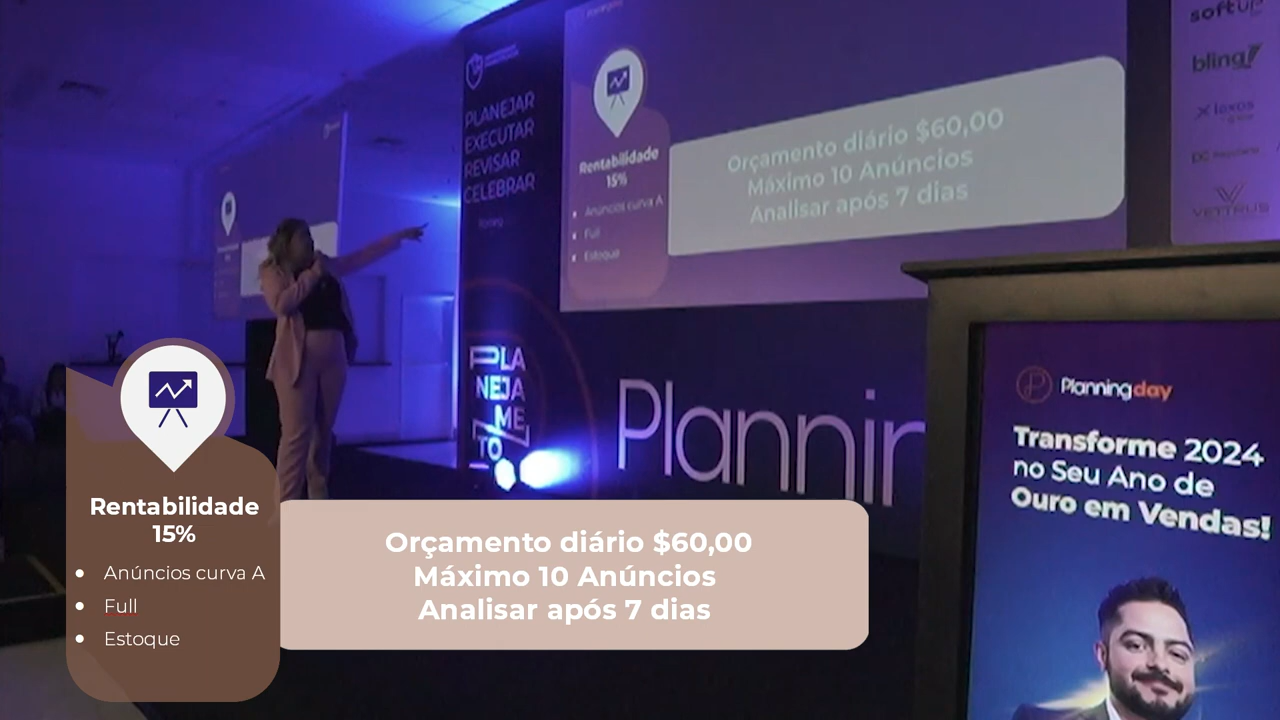 PLANEJAR
EXECUTAR
REVISAR
CELEBRAR
Rentabilidade
15%
Anúncios curva A
Full
Estoque
Orçamento diário $60,00
Máximo 10 Anúncios
Analisar após 7 dias
softup
bling!
VETTRUS
PLA
NEJA
ME
NTO
Plannin
Planningday
Transforme 2024
no Seu Ano de
Ouro em Vendas!
Rentabilidade
15%
Anúncios curva A
Full
Estoque
Orçamento diário $60,00
Máximo 10 Anúncios
Analisar após 7 dias